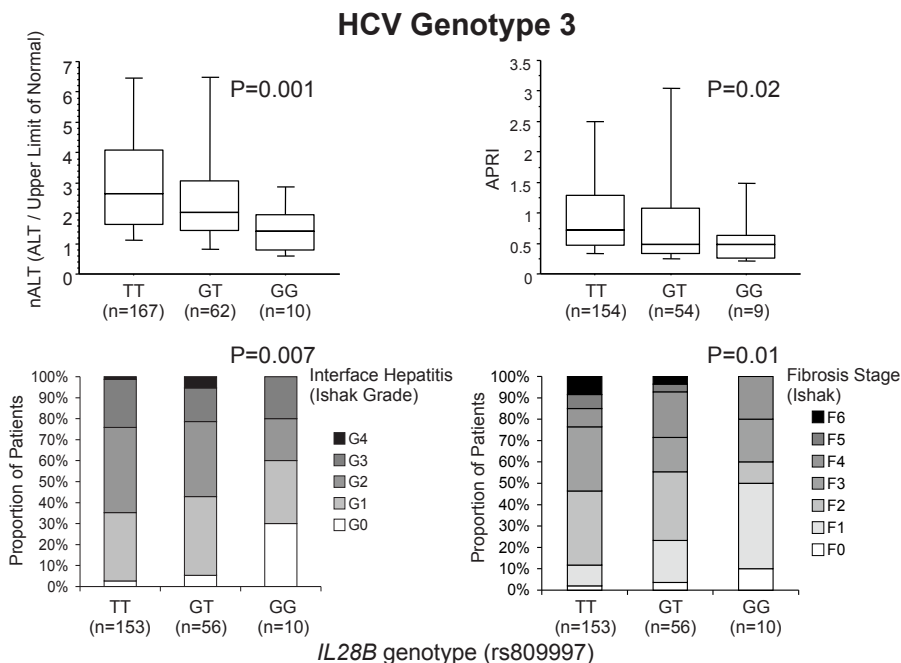 HCV Genotype 3
nALT (ALT / Upper Limit of Normal)
7
6
5
4
3
2
1
0
P=0.001
TT
GT
GG
(n=167)
(n=62)
(n=10)
APRI
3.5
3
2.5
2
1.5
1
0.5
0
P=0.02
TT
GT
GG
(n=154)
(n=54)
(n=9)
P=0.007
Proportion of Patients
100%
90%
80%
70%
60%
50%
40%
30%
20%
10%
0%
Interface Hepatitis
(Ishak Grade)
G4
G3
G2
G1
G0
TT
GT
GG
(n=153)
(n=56)
(n=10)
P=0.01
Proportion of Patients
100%
90%
80%
70%
60%
50%
40%
30%
20%
10%
0%
Fibrosis Stage
(Ishak)
F6
F5
F4
F3
F2
F1
F0
TT
GT
GG
(n=153)
(n=56)
(n=10)
IL28B genotype (rs809997)